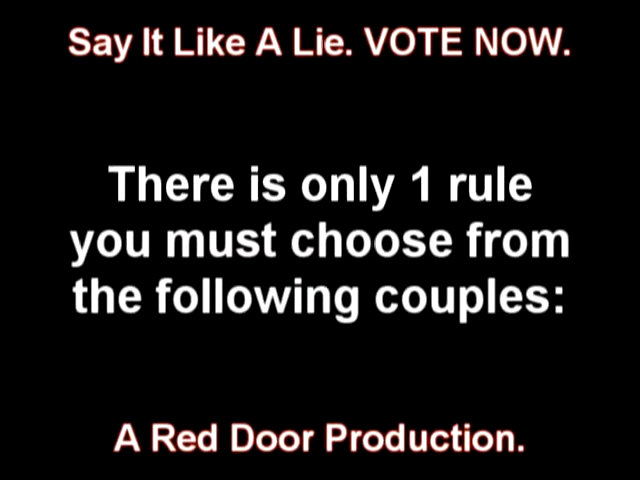 Say It Like A Lie. VOTE NOW.
There is only 1 rule
you must choose from
the following couples:
A Red Door Production.